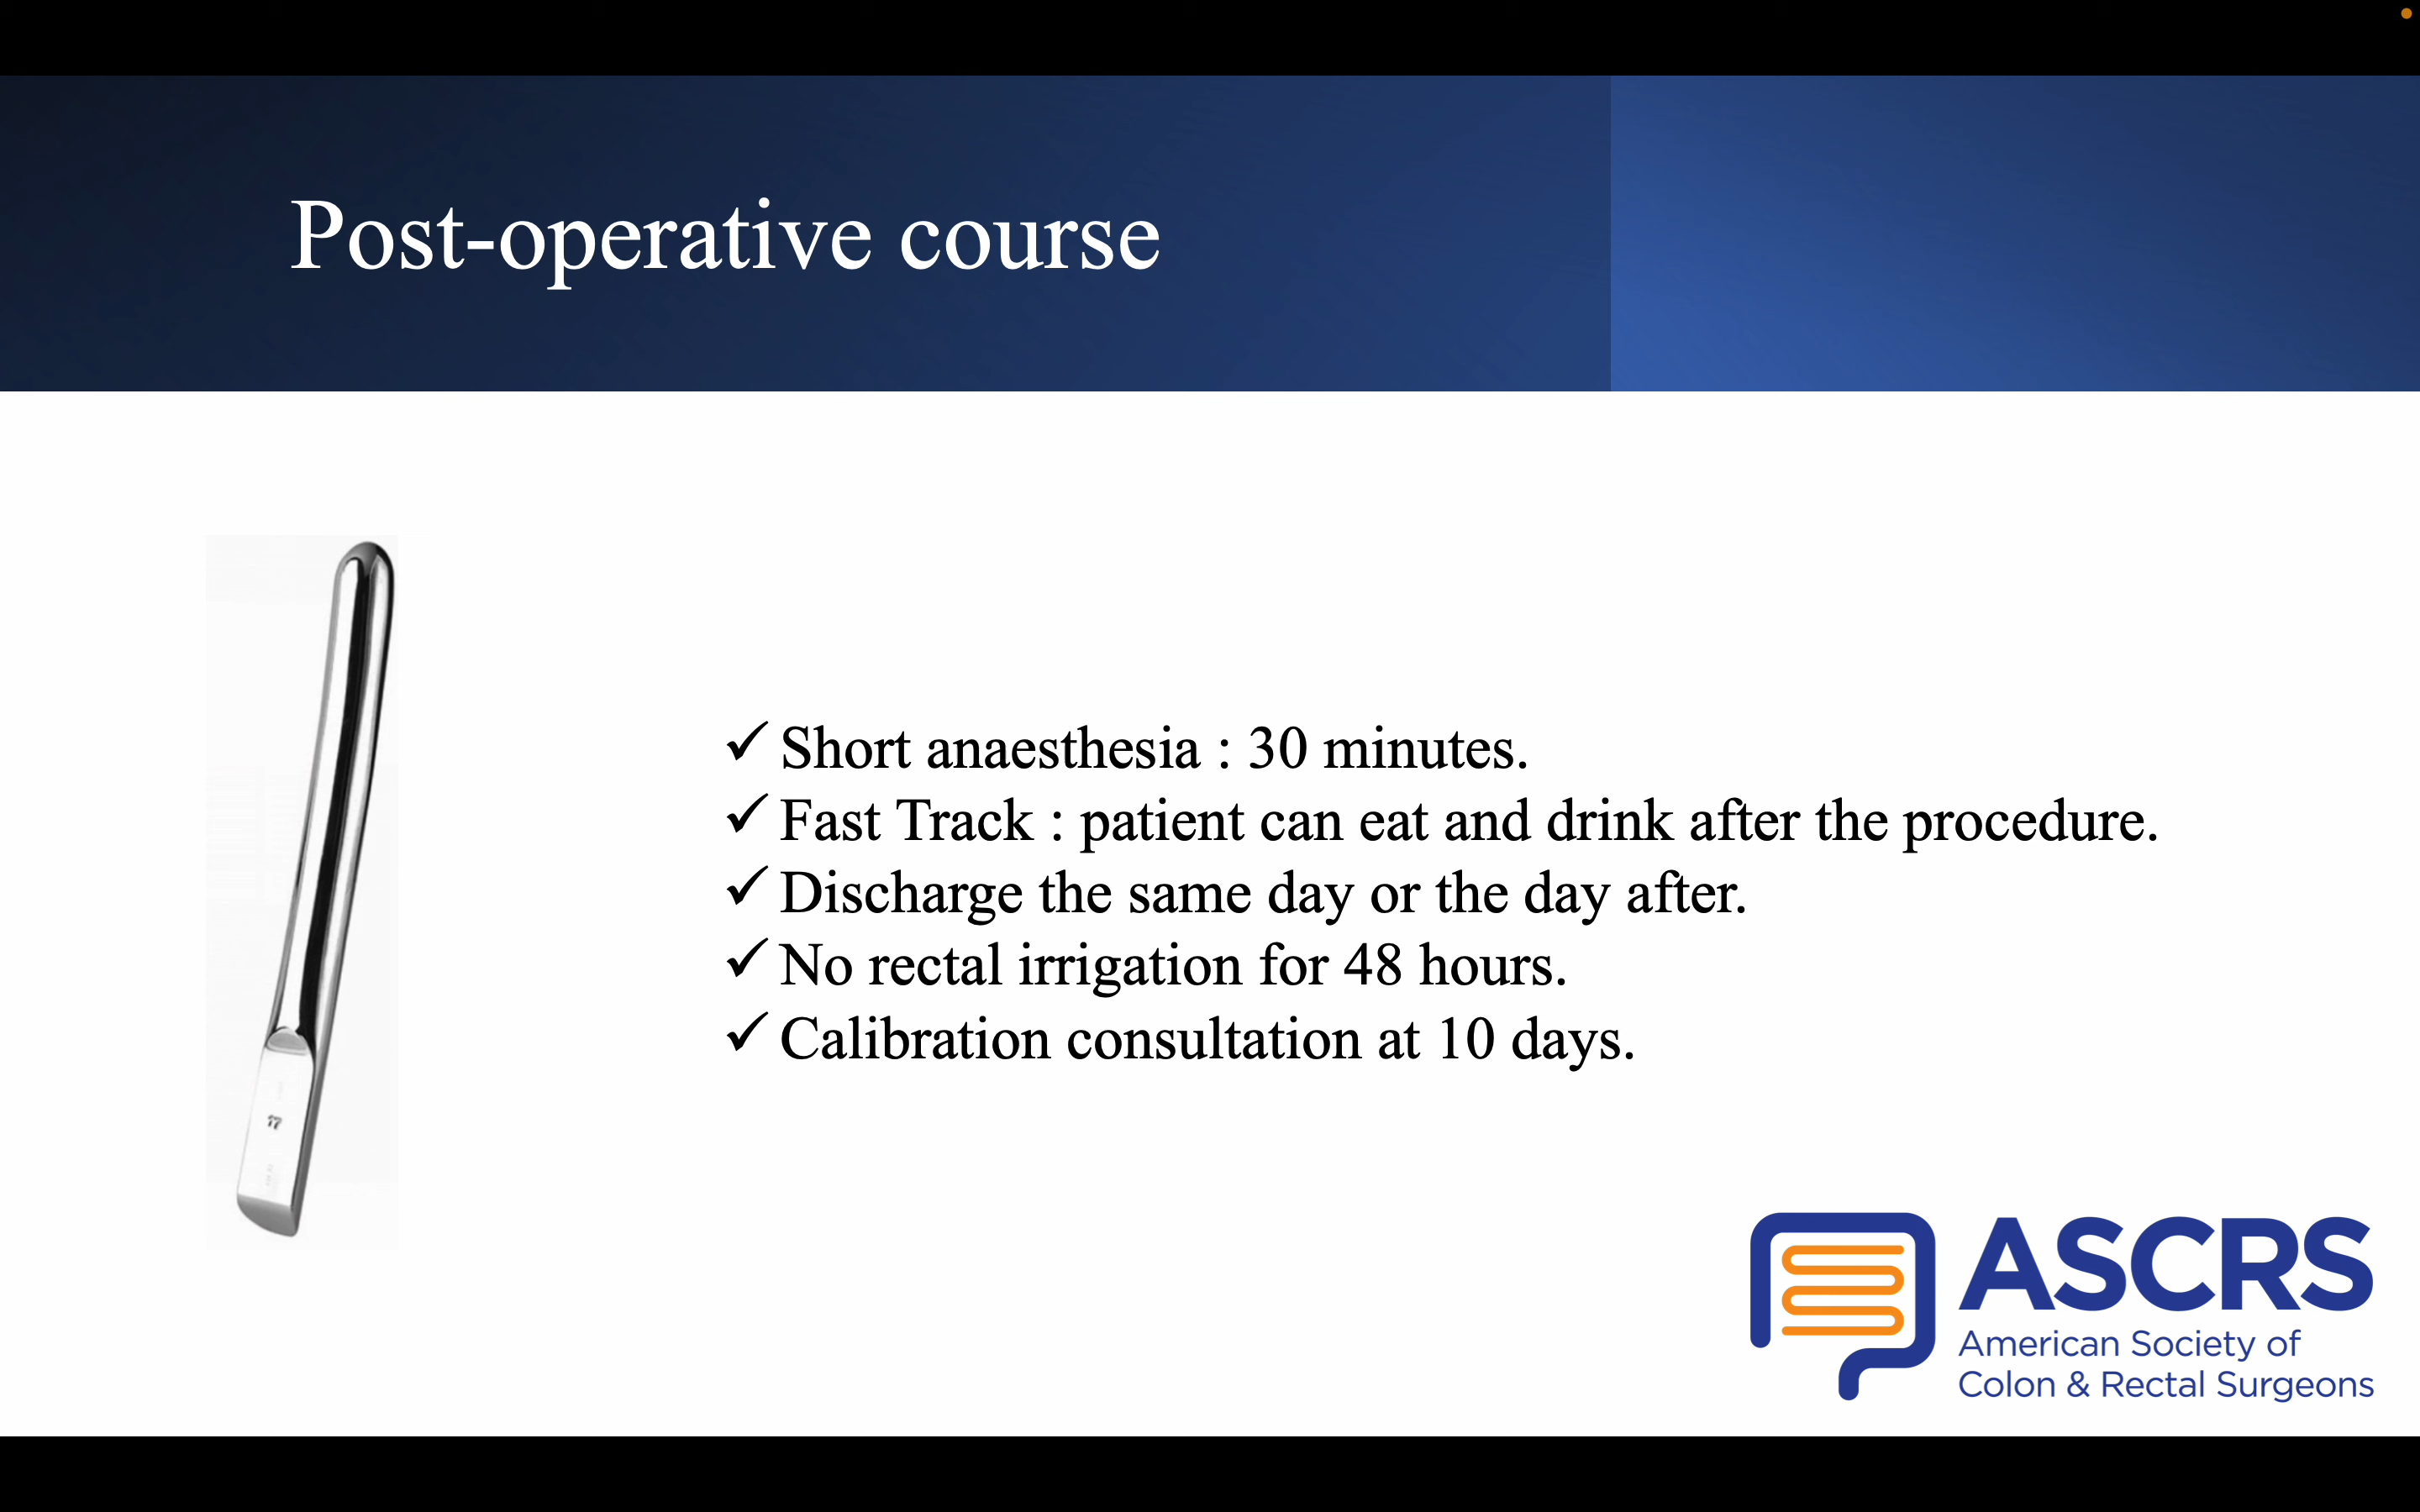 Post-operative course
✓ Short anaesthesia : 30 minutes.
✓ Fast Track : patient can eat and drink after the procedure.
✓ Discharge the same day or the day after.
✓ No rectal irrigation for 48 hours.
✓ Calibration consultation at 10 days.
17
ASCRS
American Society of
Colon & Rectal Surgeons